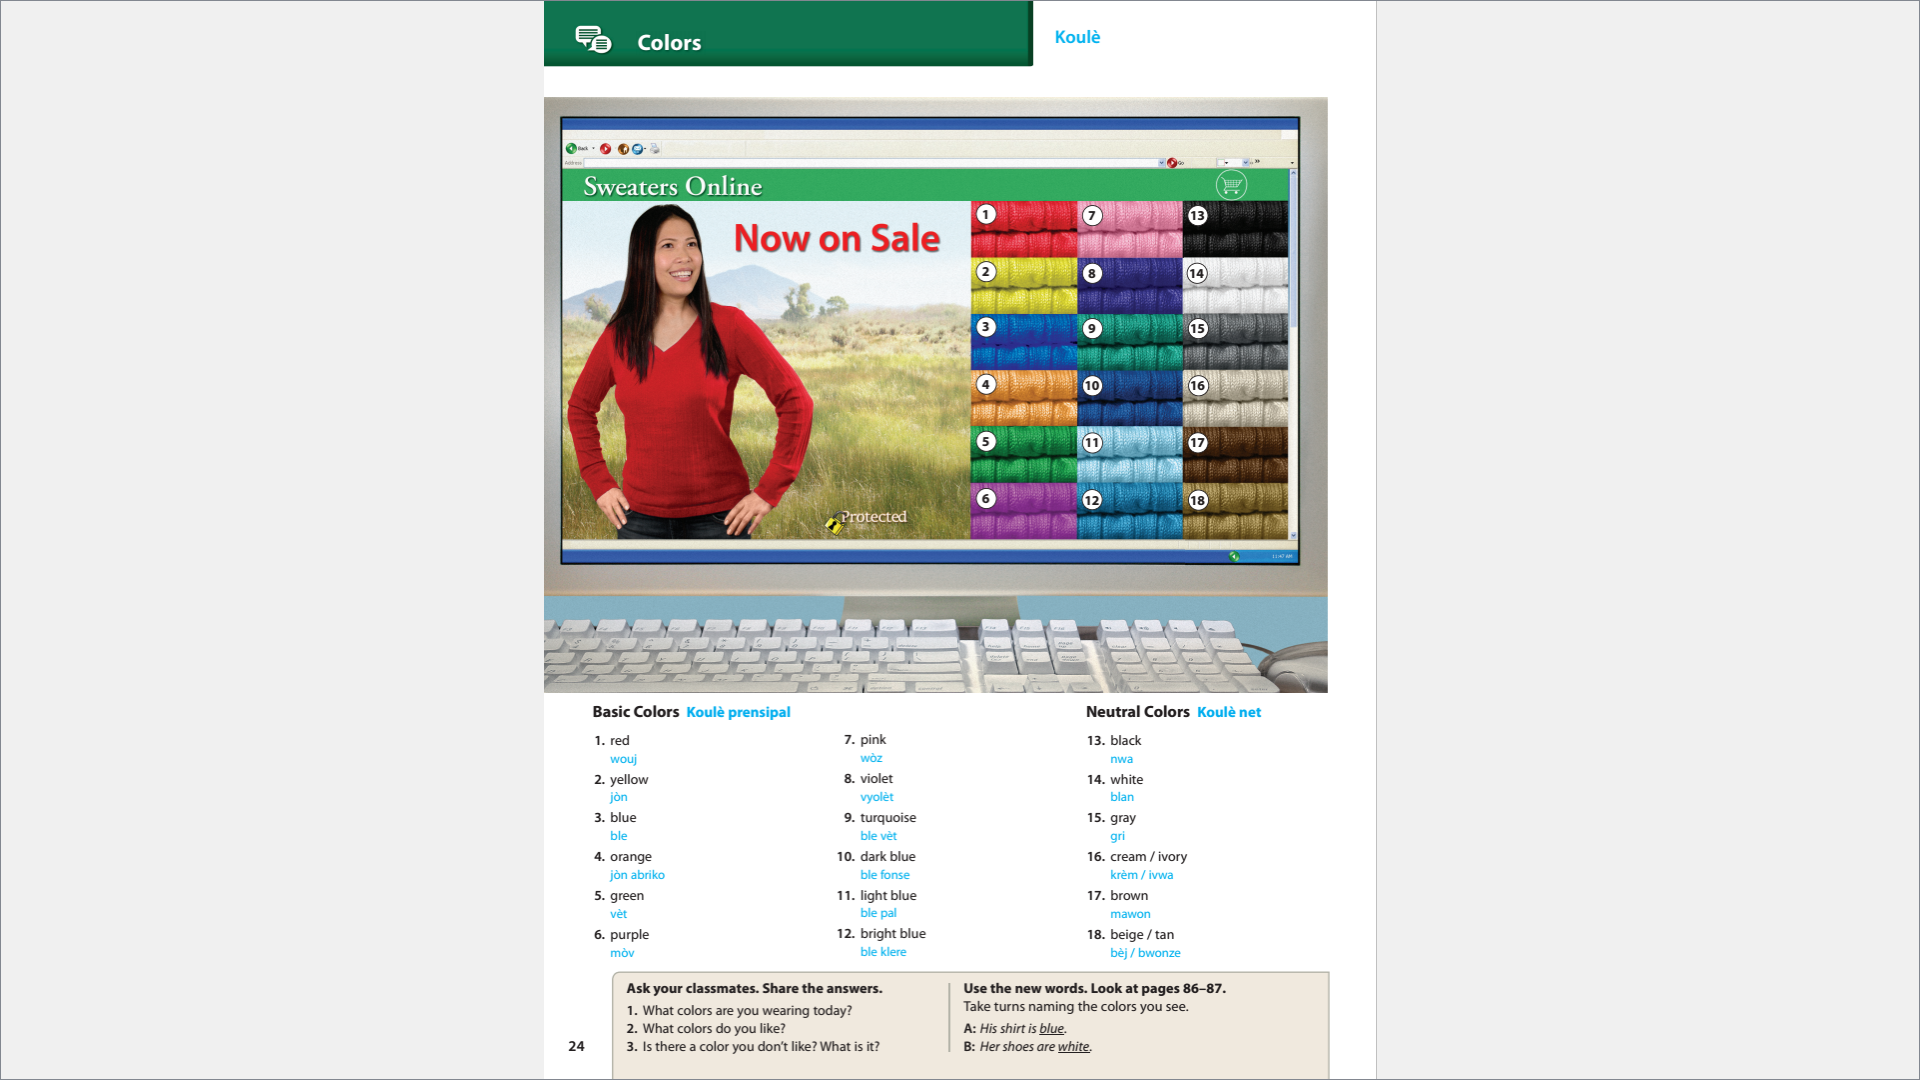 Colors
Koulè
Back
Address
Go
Sweaters Online
Now on Sale
1
2
3
4
5
6
7
8
9
10
11
12
13
14
15
16
17
18
Protected
11:47 AM
Basic Colors Koulè prensipal
1. red
wouj
2. yellow
jòn
3. blue
ble
4. orange
jòn abriko
5. green
vèt
6. purple
mòv
7. pink
wòz
8. violet
vyolèt
9. turquoise
ble vèt
10. dark blue
ble fonse
11. light blue
ble pal
12. bright blue
ble klere
Neutral Colors Koulè net
13. black
nwa
14. white
blan
15. gray
gri
16. cream / ivory
krèm / ivwa
17. brown
mawon
18. beige / tan
bèj / bwonze
Ask your classmates. Share the answers.
1. What colors are you wearing today?
2. What colors do you like?
3. Is there a color you don't like? What is it?
Use the new words. Look at pages 86–87.
Take turns naming the colors you see.
A: His shirt is blue.
B: Her shoes are white.
24